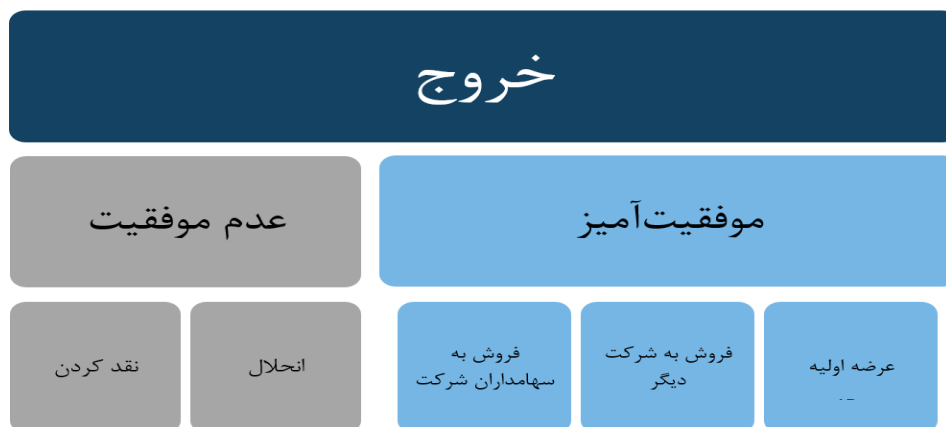 خروج
موفقیت‌آمیز
عدم موفقیت
عرضه اولیه
فروش به شرکت
دیگر
فروش به
سهامداران شرکت
انحلال
نقد کردن